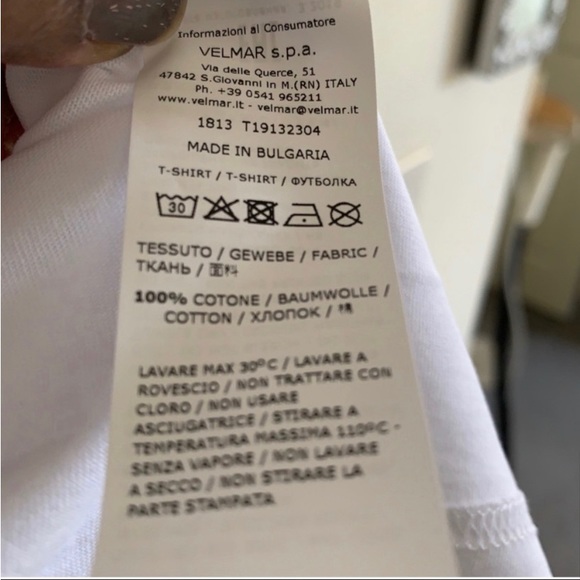 Informazioni al Consumatore
VELMAR s.p.a.
Via delle Querce, 51
47842 S.Giovanni in M.(RN) ITALY
Ph. +39 0541 965211
www.velmar.it - velmar@velmar.it
1813 T19132304
MADE IN BULGARIA
T-SHIRT / T-SHIRT / ФУТБОЛКА
30
TESSUTO / GEWEBE / FABRIC /
ТКАНЬ / 面料
100% COTONE / BAUMWOLLE /
COTTON / ХЛОПОК / 棉
LAVARE MAX 30°C / LAVARE A
ROVESCIO / NON TRATTARE CON
CLORO / NON USARE
ASCIUGATRICE / STIRARE A
TEMPERATURA MASSIMA 110°C -
SENZA VAPORE / NON LAVARE
A SECCO / NON STIRARE LA
PARTE STAMPATA